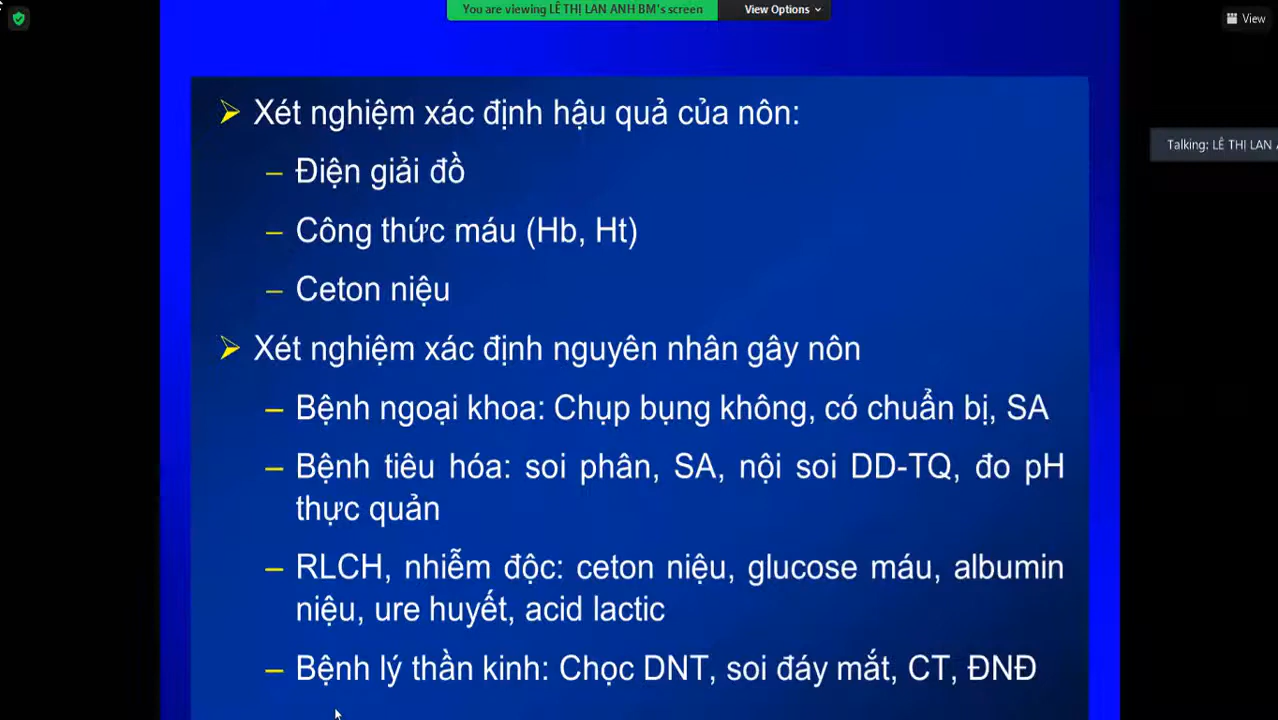 You are viewing LÊ THỊ LAN ANH BM's screen
View Options
View
Talking: LÊ THỊ LAN
Xét nghiệm xác định hậu quả của nôn:
– Điện giải đồ
– Công thức máu (Hb, Ht)
– Ceton niệu
Xét nghiệm xác định nguyên nhân gây nôn
– Bệnh ngoại khoa: Chụp bụng không, có chuẩn bị, SA
– Bệnh tiêu hóa: soi phân, SA, nội soi DD-TQ, đo pH
thực quản
– RLCH, nhiễm độc: ceton niệu, glucose máu, albumin
niệu, ure huyết, acid lactic
– Bệnh lý thần kinh: Chọc DNT, soi đáy mắt, CT, ĐNĐ